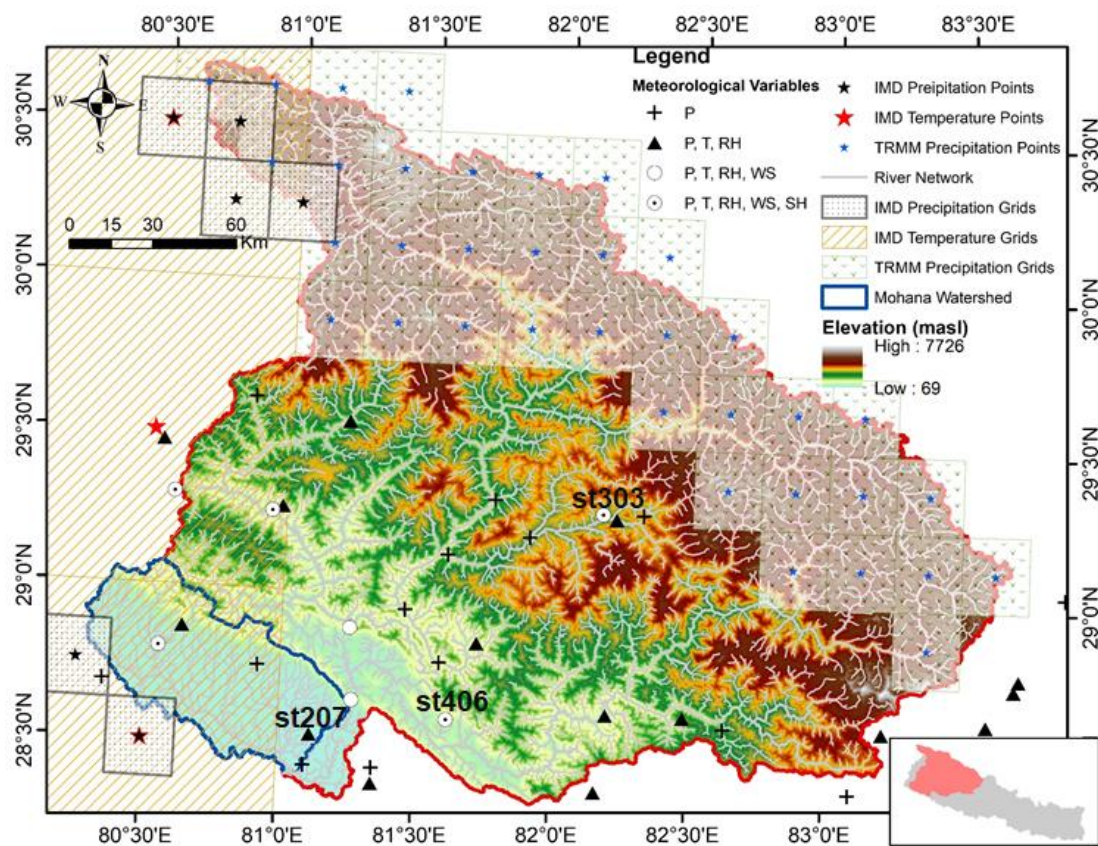 80°30'E 81°0'E 81°30'E 82°0'E 82°30'E 83°0'E 83°30'E
Legend
Meteorological Variables
P
P, T, RH
P, T, RH, WS
P, T, RH, WS, SH
IMD Preipitation Points
IMD Temperature Points
TRMM Precipitation Points
River Network
IMD Precipitation Grids
IMD Temperature Grids
TRMM Precipitation Grids
Mohana Watershed
Elevation (masl)
High : 7726
Low : 69
N
W E
S
0 15 30 60
Km
30°30'N
30°0'N
29°30'N
29°0'N
28°30'N
30°30'N
30°0'N
29°30'N
29°0'N
st303
st406
st207
80°30'E 81°0'E 81°30'E 82°0'E 82°30'E 83°0'E